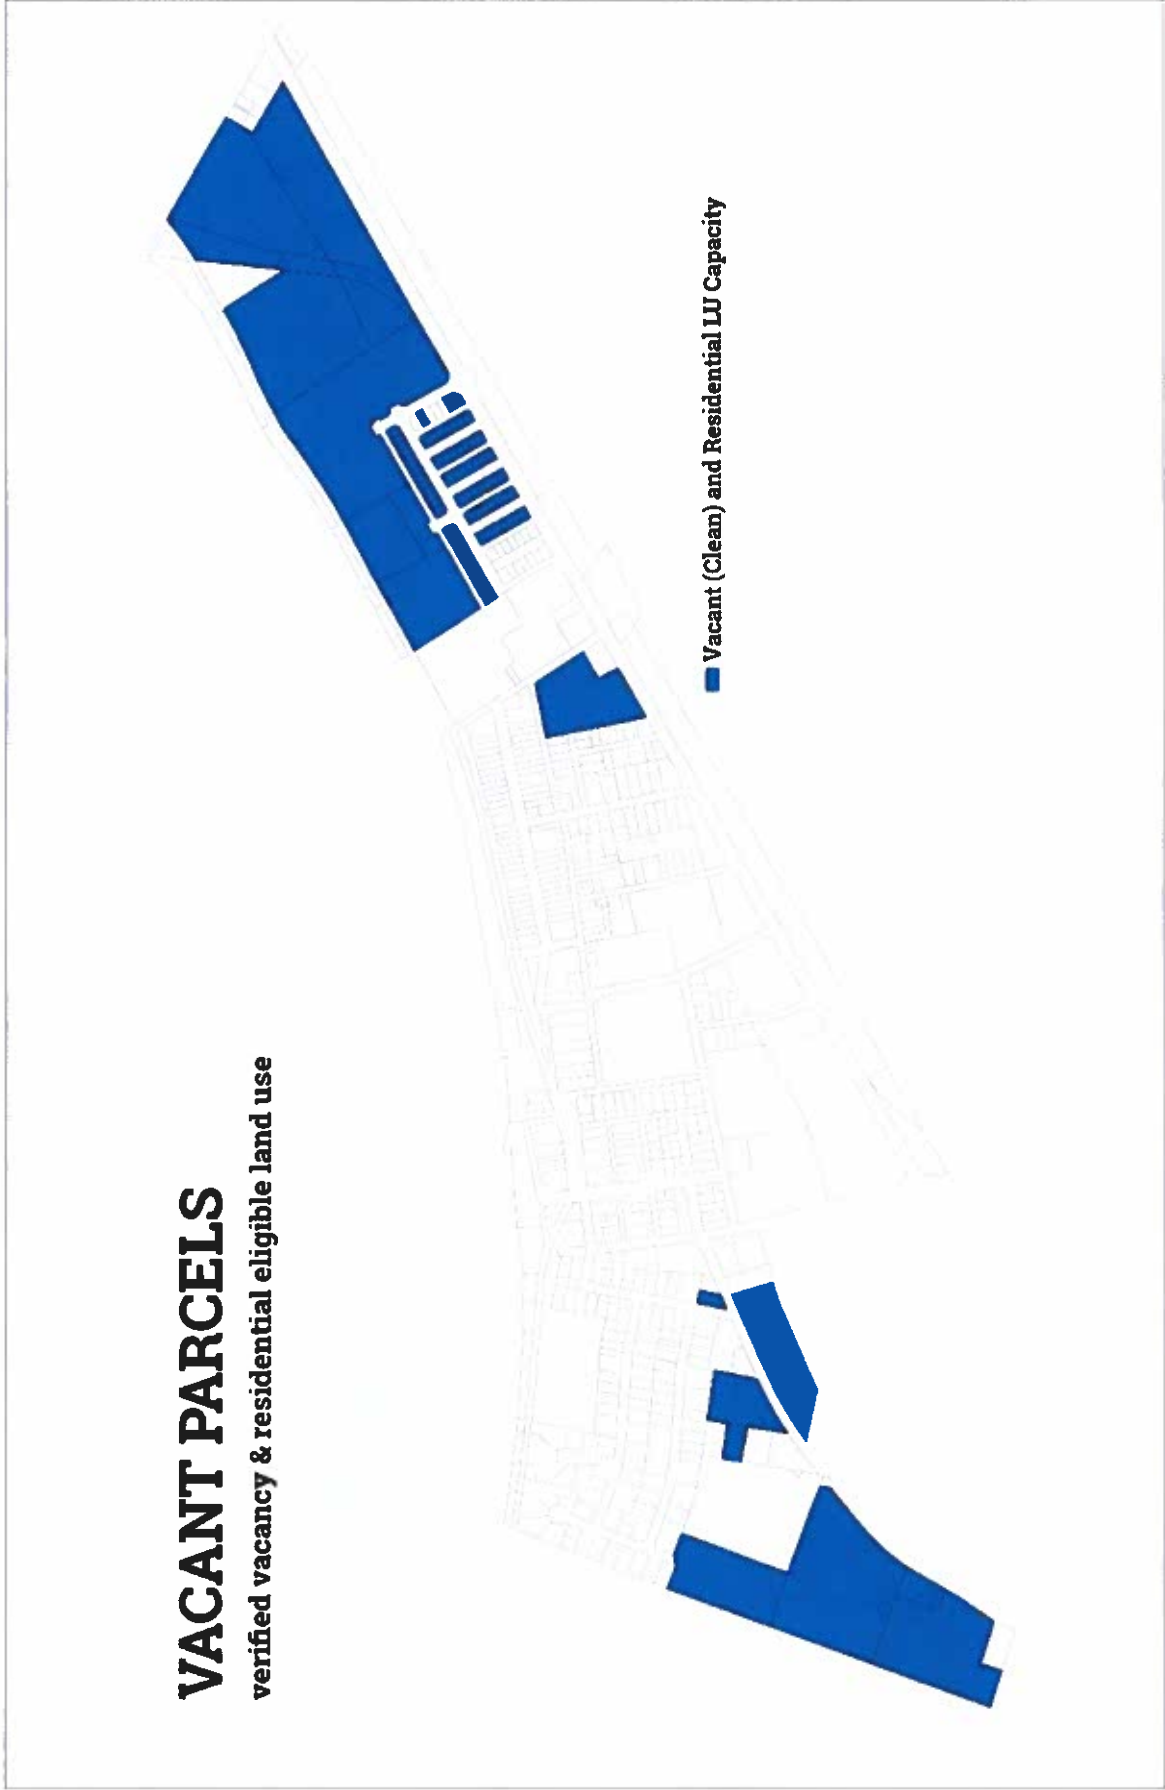 VACANT PARCELS
verified vacancy & residential eligible land use
Vacant (Clean) and Residential LU Capacity